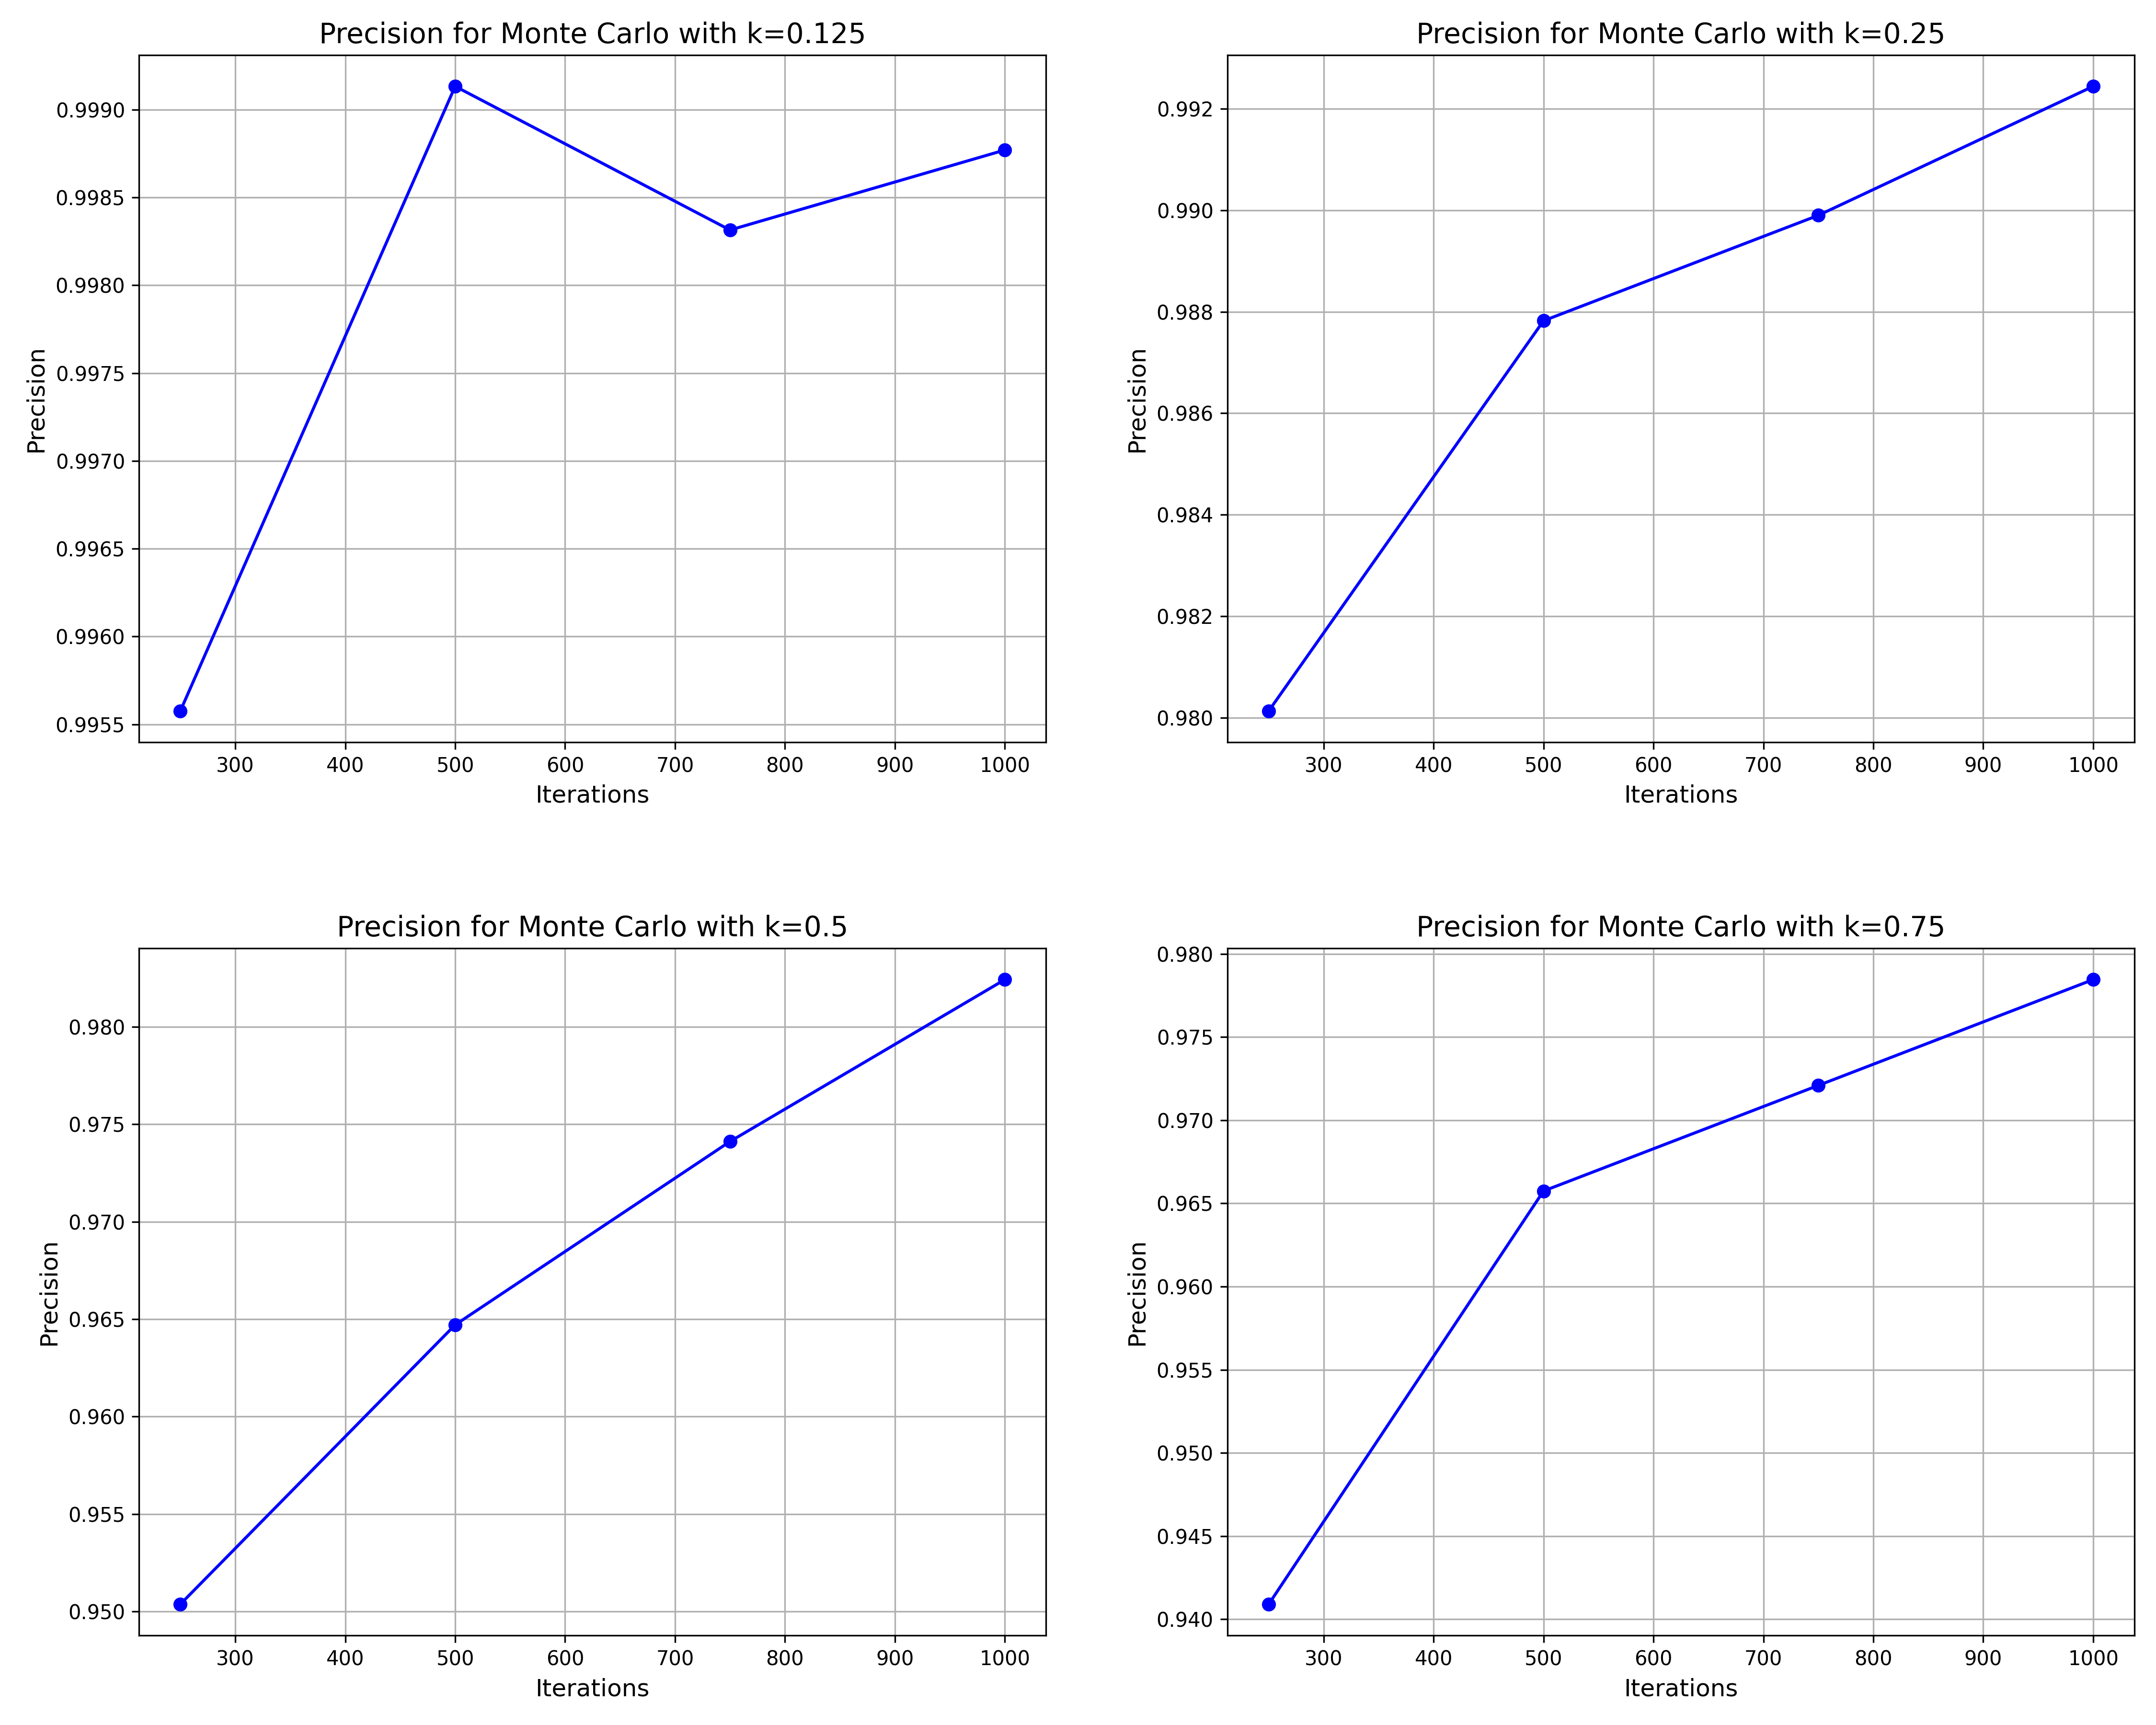 Precision for Monte Carlo with k=0.125
0.9990
0.9985
0.9980
0.9975
0.9970
0.9965
0.9960
0.9955
Precision
300 400 500 600 700 800 900 1000
Iterations
Precision for Monte Carlo with k=0.25
0.992
0.990
0.988
0.986
0.984
0.982
0.980
Precision
300 400 500 600 700 800 900 1000
Iterations
Precision for Monte Carlo with k=0.5
0.980
0.975
0.970
0.965
0.960
0.955
0.950
Precision
300 400 500 600 700 800 900 1000
Iterations
Precision for Monte Carlo with k=0.75
0.980
0.975
0.970
0.965
0.960
0.955
0.950
0.945
0.940
Precision
300 400 500 600 700 800 900 1000
Iterations